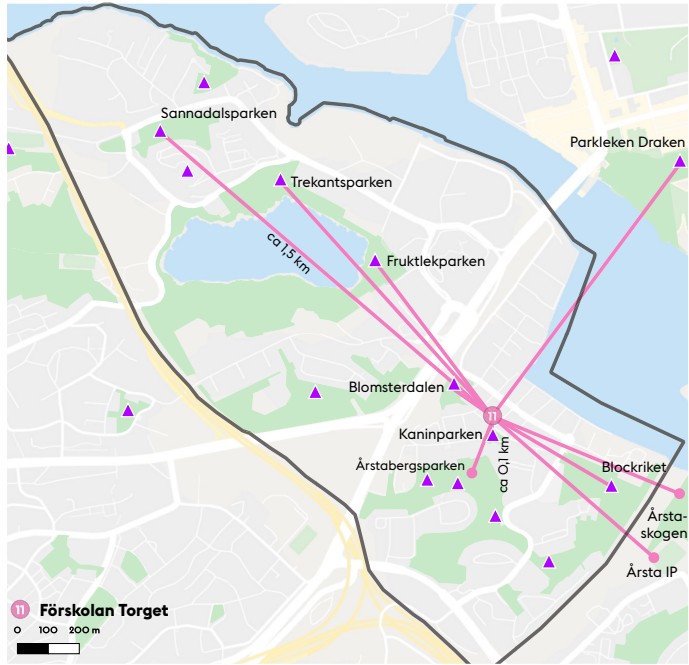 Sannadalsparken
Parkleken Draken
Trekantsparken
ca 1,5 km
Fruktlekparken
Blomsterdalen
11
Kaninparken
ca 0,1 km
Årstabergsparken
Blockriket
Årsta-
skogen
Årsta IP
11 Förskolan Torget
0 100 200 m